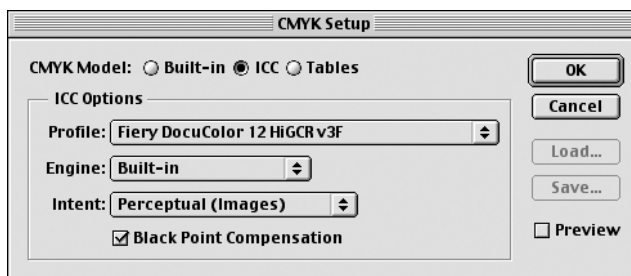 CMYK Setup
CMYK Model: Built-in ICC Tables
ICC Options
Profile: Fiery DocuColor 12 HiGCR v3F
Engine: Built-in
Intent: Perceptual (Images)
Black Point Compensation
OK
Cancel
Load...
Save...
Preview